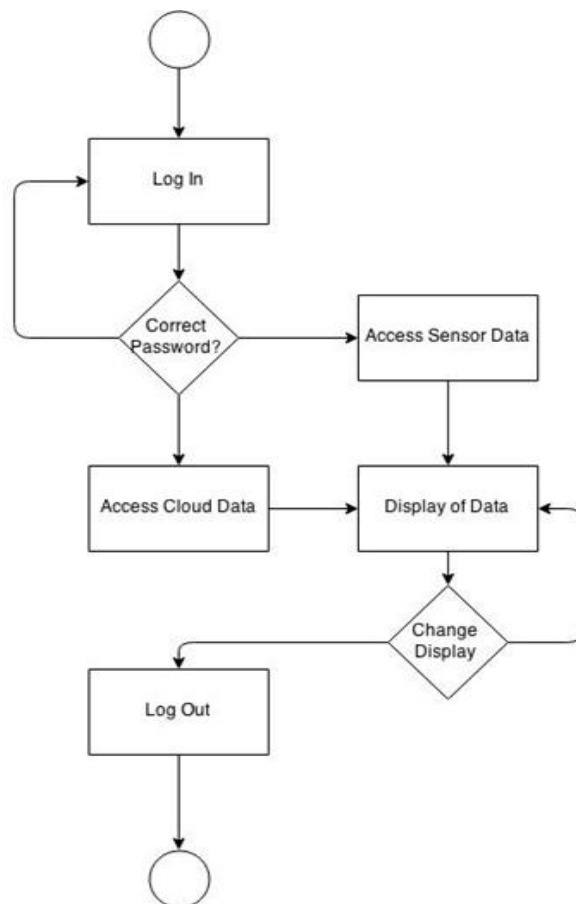 Log In
Correct
Password?
Access Sensor Data
Access Cloud Data
Display of Data
Change
Display
Log Out